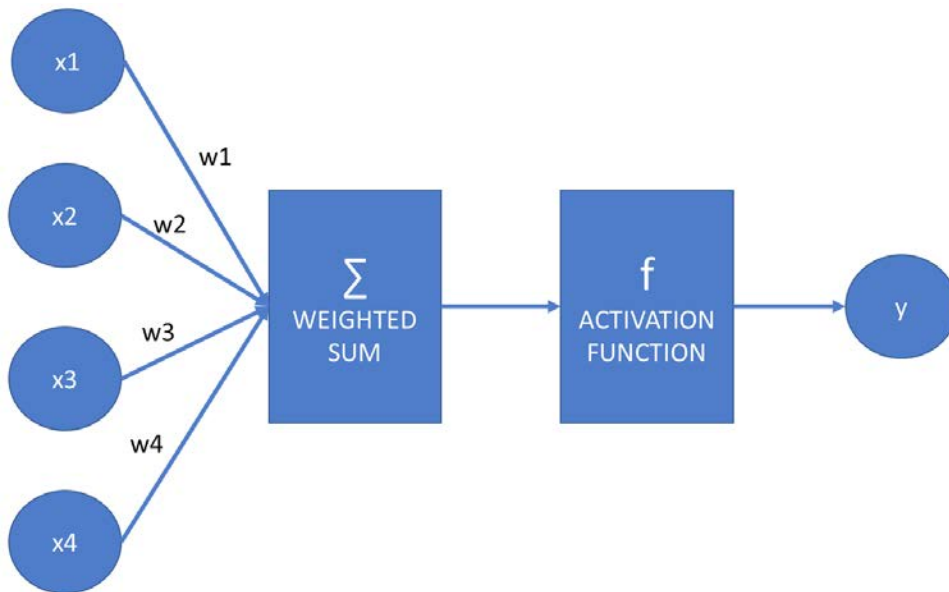 x1
w1
x2
w2
w3
x3
w4
x4
∑
WEIGHTED
SUM
f
ACTIVATION
FUNCTION
y